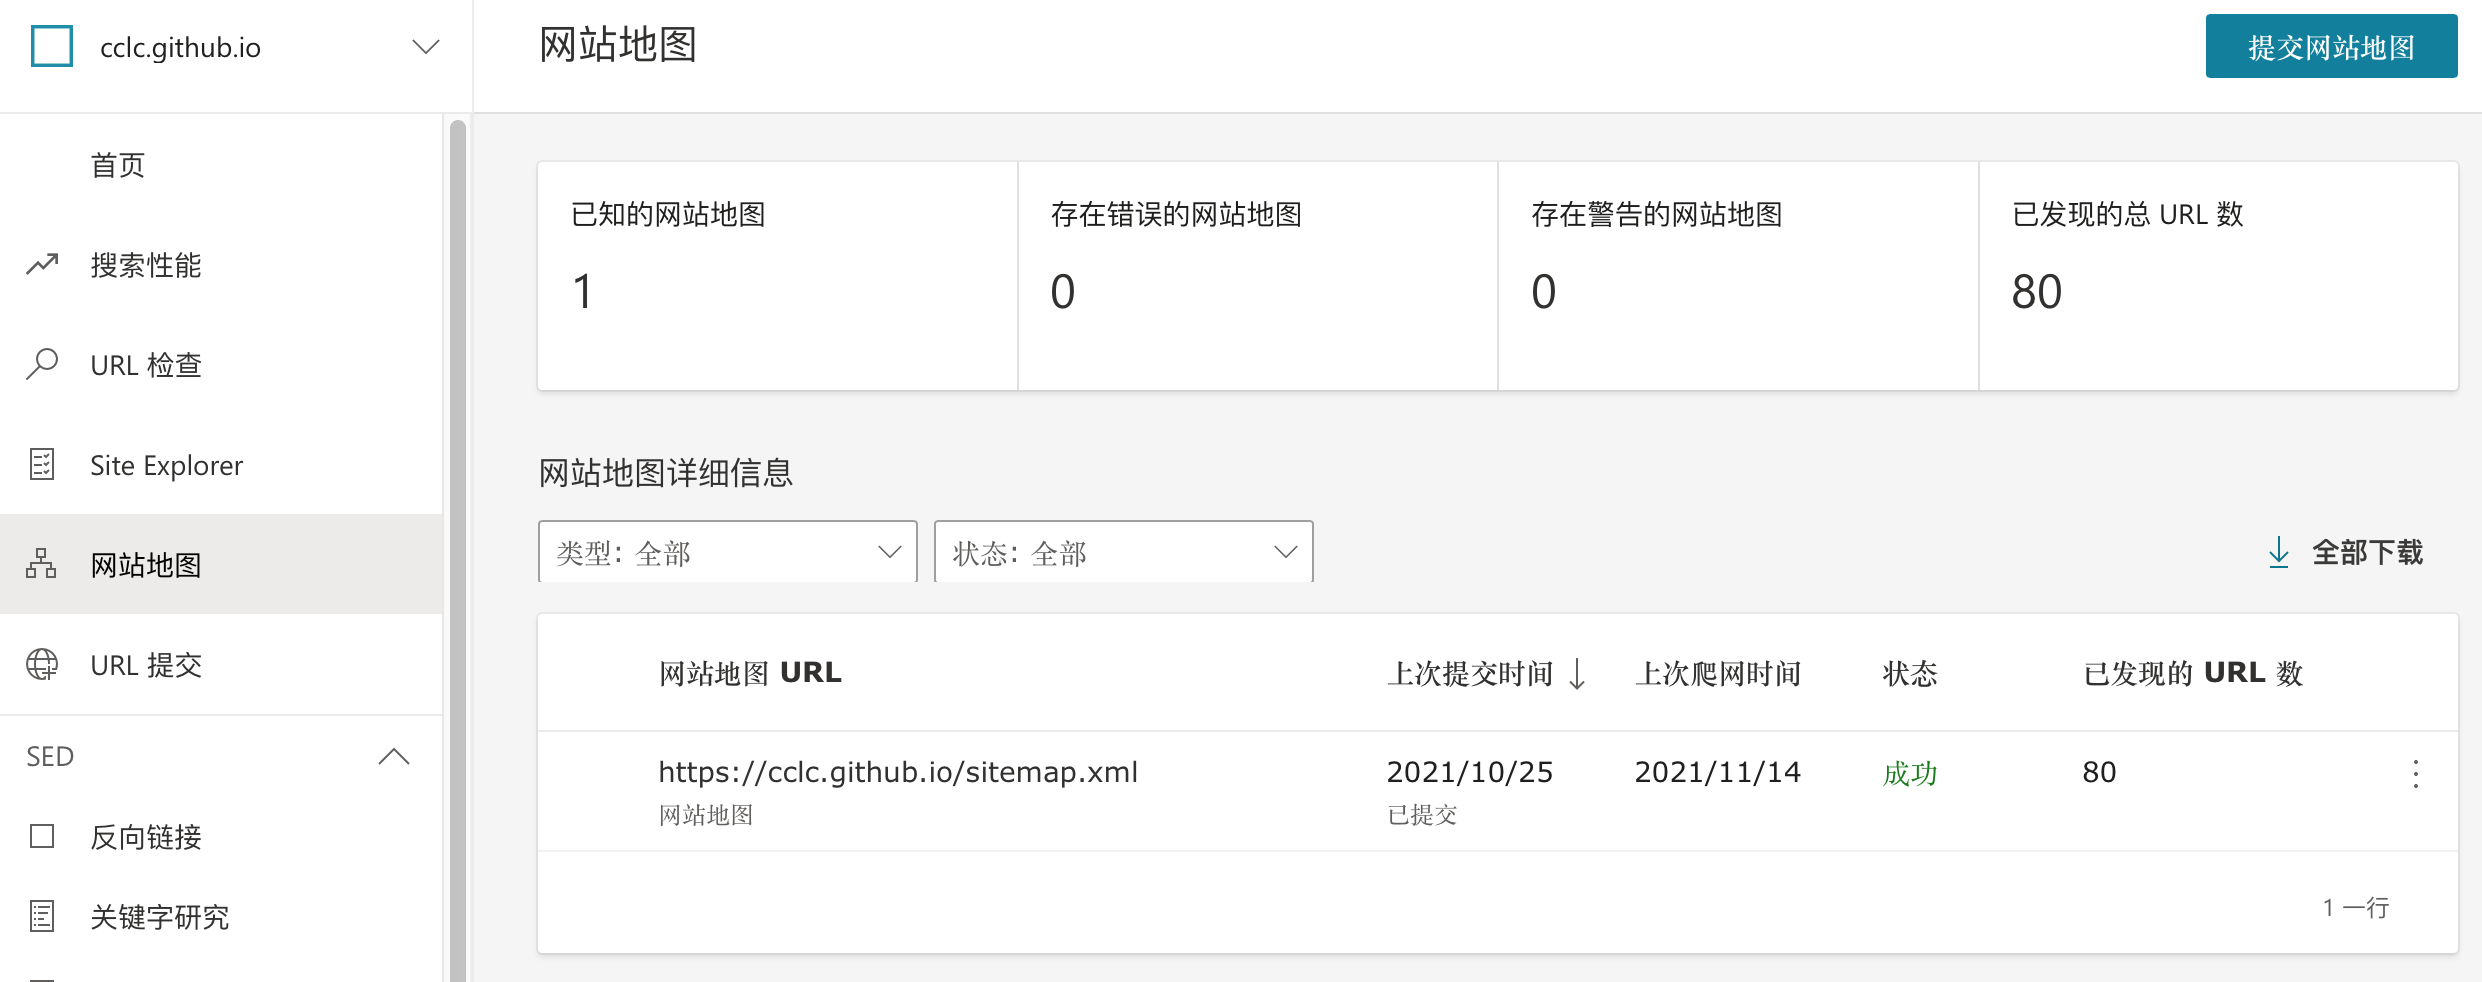 cclc.github.io
网站地图
提交网站地图
首页
搜索性能
URL 检查
Site Explorer
网站地图
URL 提交
SED
反向链接
关键字研究
已知的网站地图
1
存在错误的网站地图
0
存在警告的网站地图
0
已发现的总 URL 数
80
网站地图详细信息
类型: 全部
状态: 全部
全部下载
网站地图 URL
上次提交时间
上次爬网时间
状态
已发现的 URL 数
https://cclc.github.io/sitemap.xml
网站地图
2021/10/25
已提交
2021/11/14
成功
80
1 一行